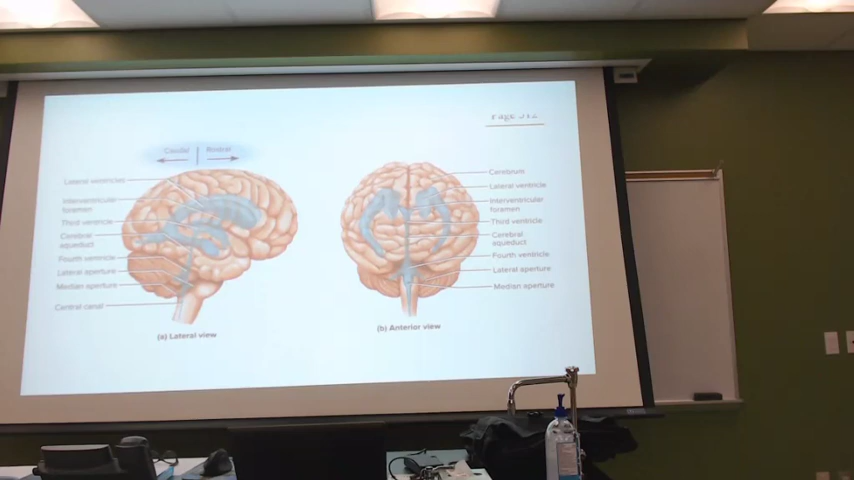 Caudal Rostral
Lateral ventricles
Interventricular
foramen
Third ventricle
Cerebral
aqueduct
Fourth ventricle
Lateral aperture
Median aperture
Central canal
(a) Lateral view
Page
Cerebrum
Lateral ventricle
Interventricular
foramen
Third ventricle
Cerebral
aqueduct
Fourth ventricle
Lateral aperture
Median aperture
(b) Anterior view